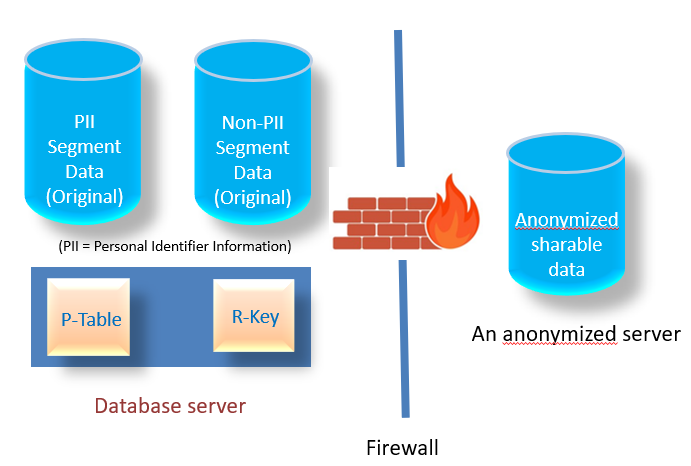 PII
Segment
Data
(Original)
Non-PII
Segment
Data
(Original)
(PII = Personal Identifier Information)
P-Table
R-Key
Database server
Firewall
Anonymized
sharable
data
An anonymized server